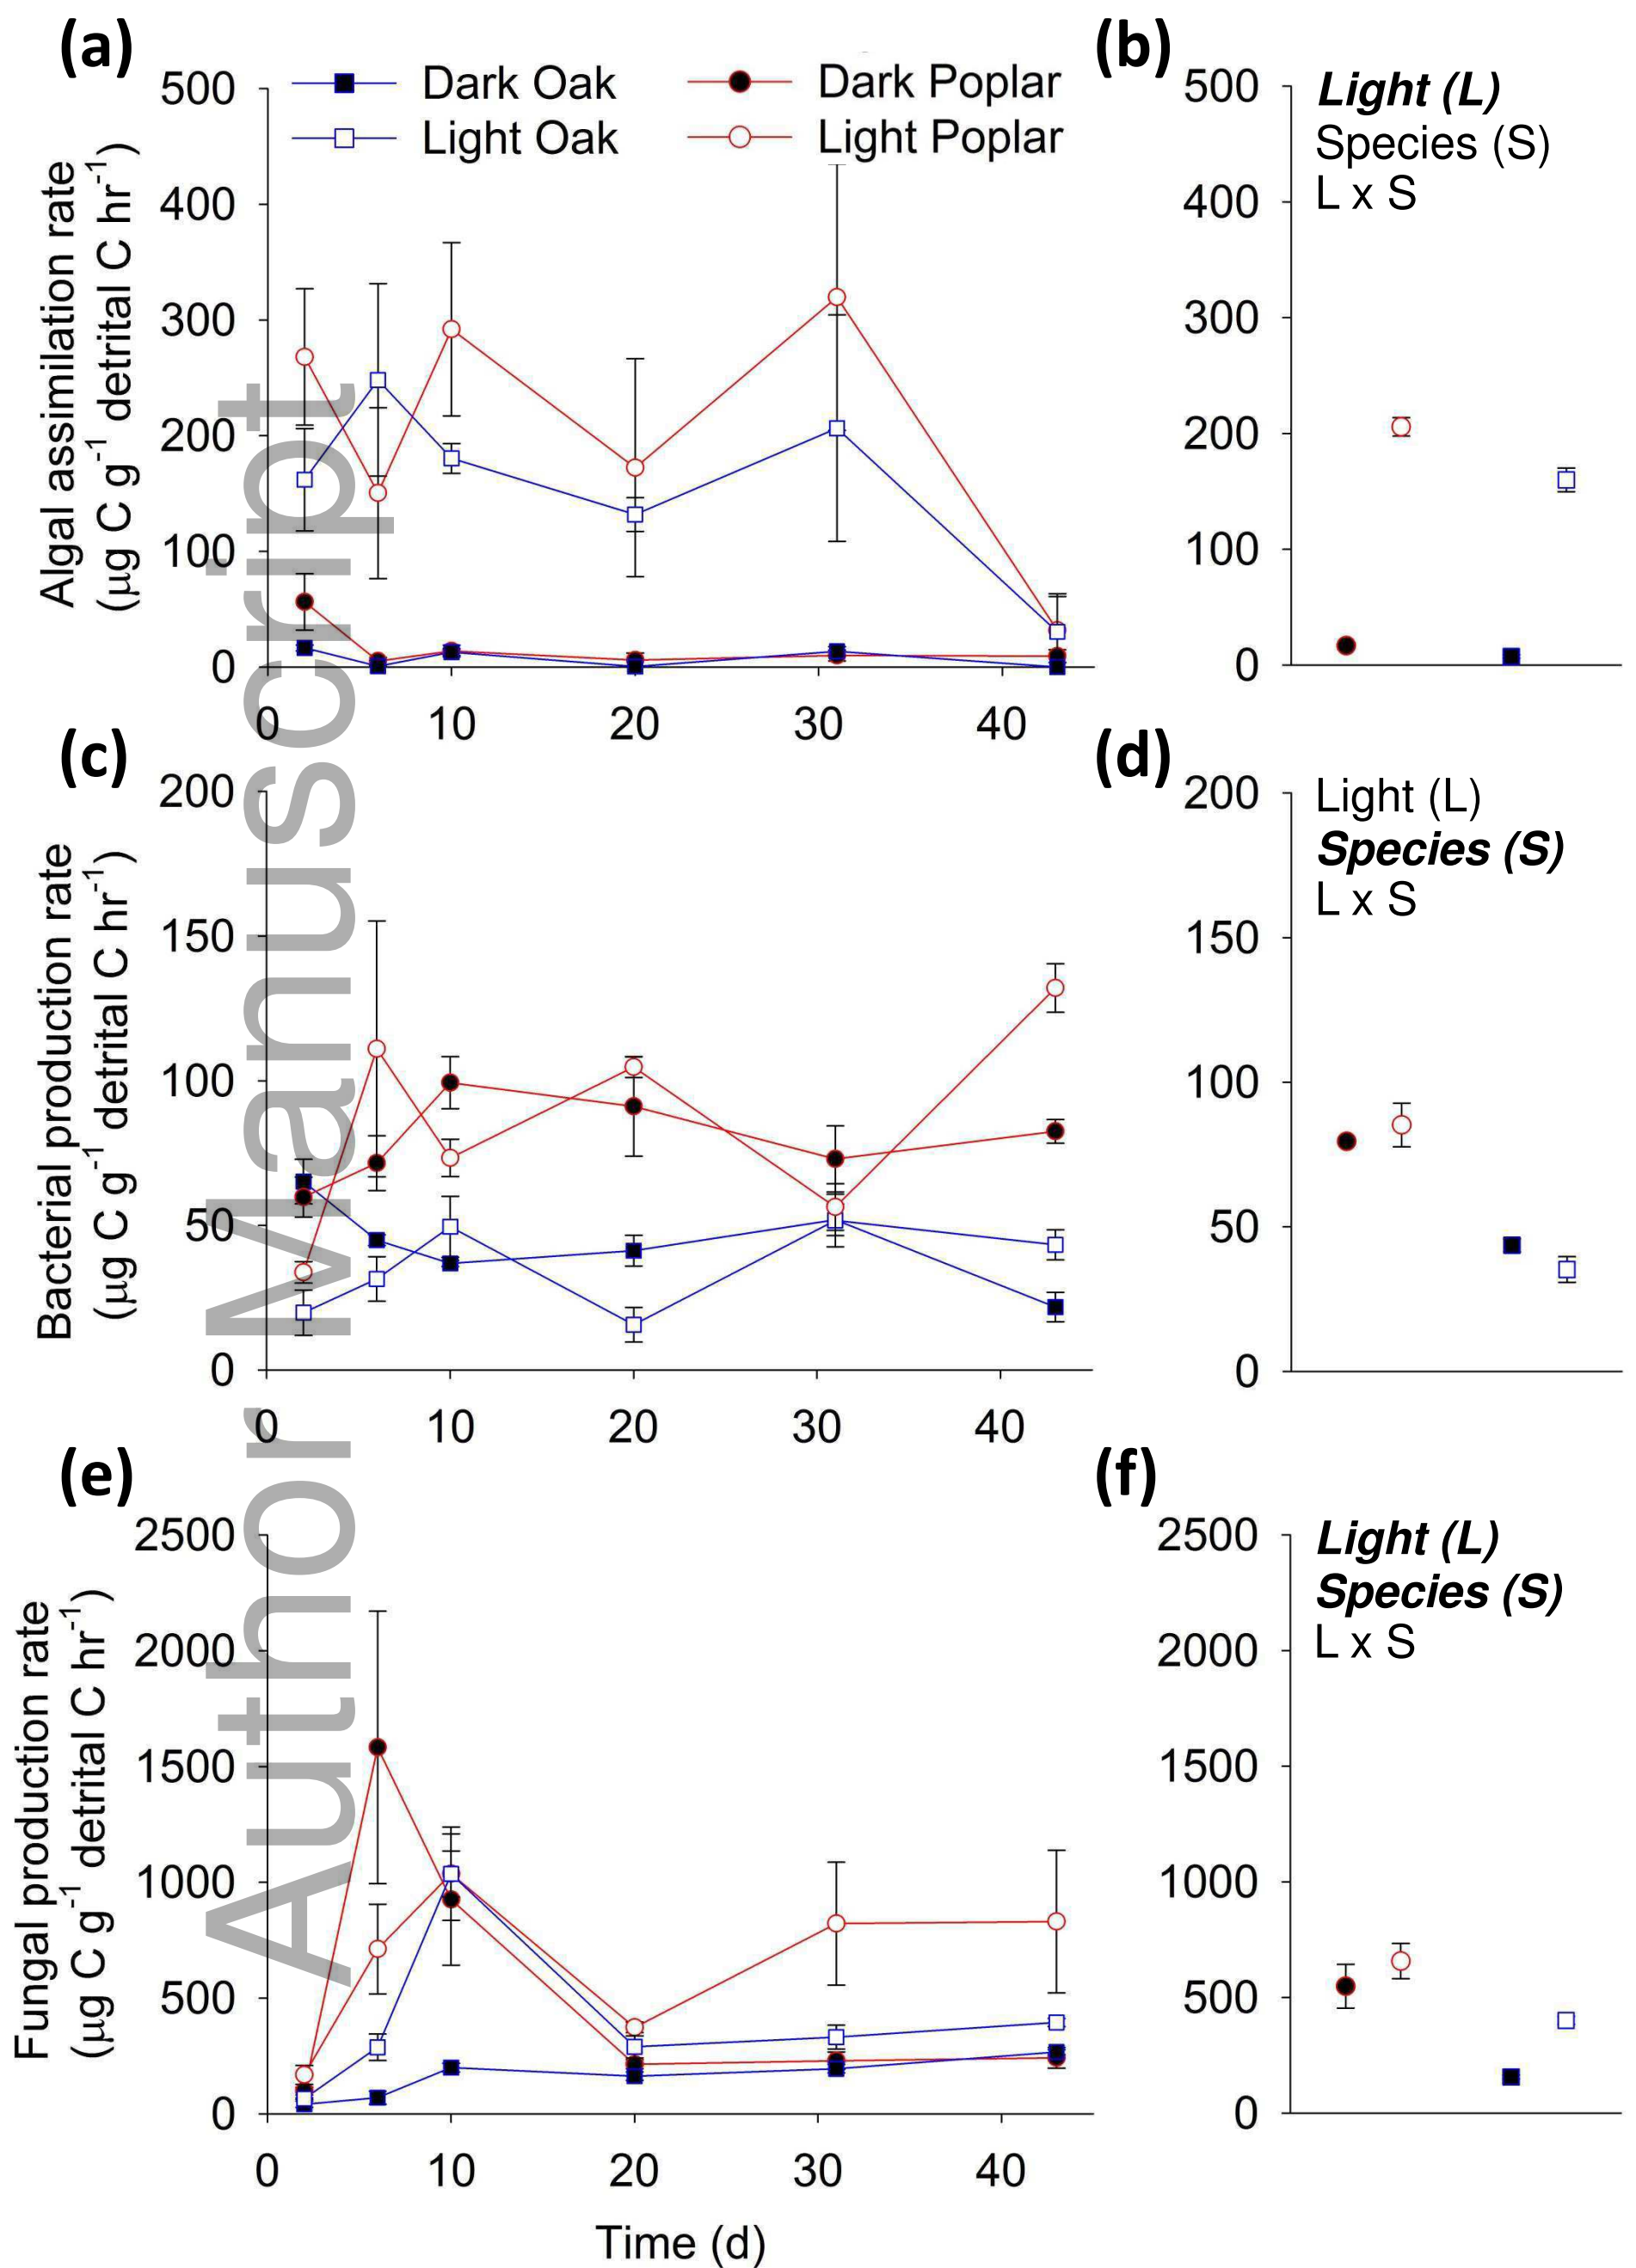 (a)
500
400
300
200
100
0
0 10 20 30 40
Dark Oak
Light Oak
Dark Poplar
Light Poplar
Algal assimilation rate
(µg C g⁻¹ detrital C hr⁻¹)
(b)
500
400
300
200
100
0
Light (L)
Species (S)
L x S
(c)
200
150
100
50
0
0 10 20 30 40
Bacterial production rate
(µg C g⁻¹ detrital C hr⁻¹)
(d)
200
150
100
50
0
Light (L)
Species (S)
L x S
(e)
2500
2000
1500
1000
500
0
0 10 20 30 40
Fungal production rate
(µg C g⁻¹ detrital C hr⁻¹)
Time (d)
(f)
2500
2000
1500
1000
500
0
Light (L)
Species (S)
L x S
Author Manuscript